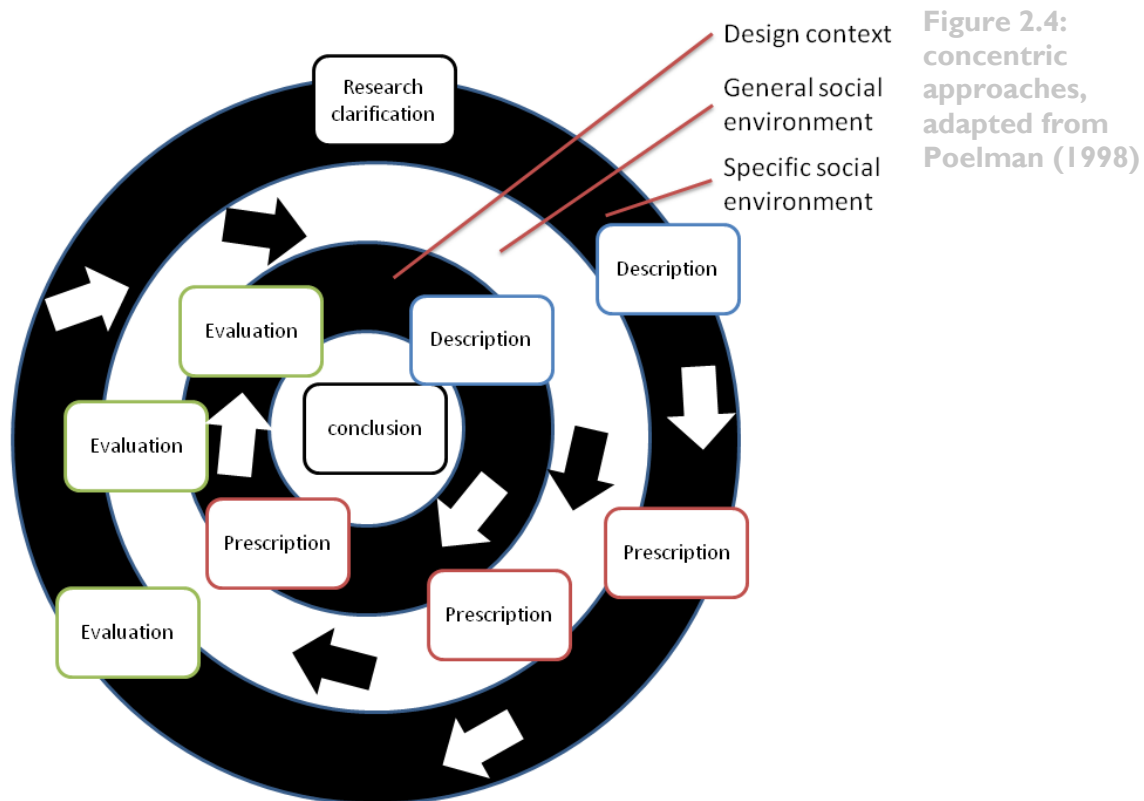 Figure 2.4:
concentric
approaches,
adapted from
Poelman (1998)
Design context
General social
environment
Specific social
environment
Research
clarification
Description
Evaluation
Description
Evaluation
conclusion
Prescription
Prescription
Prescription
Evaluation